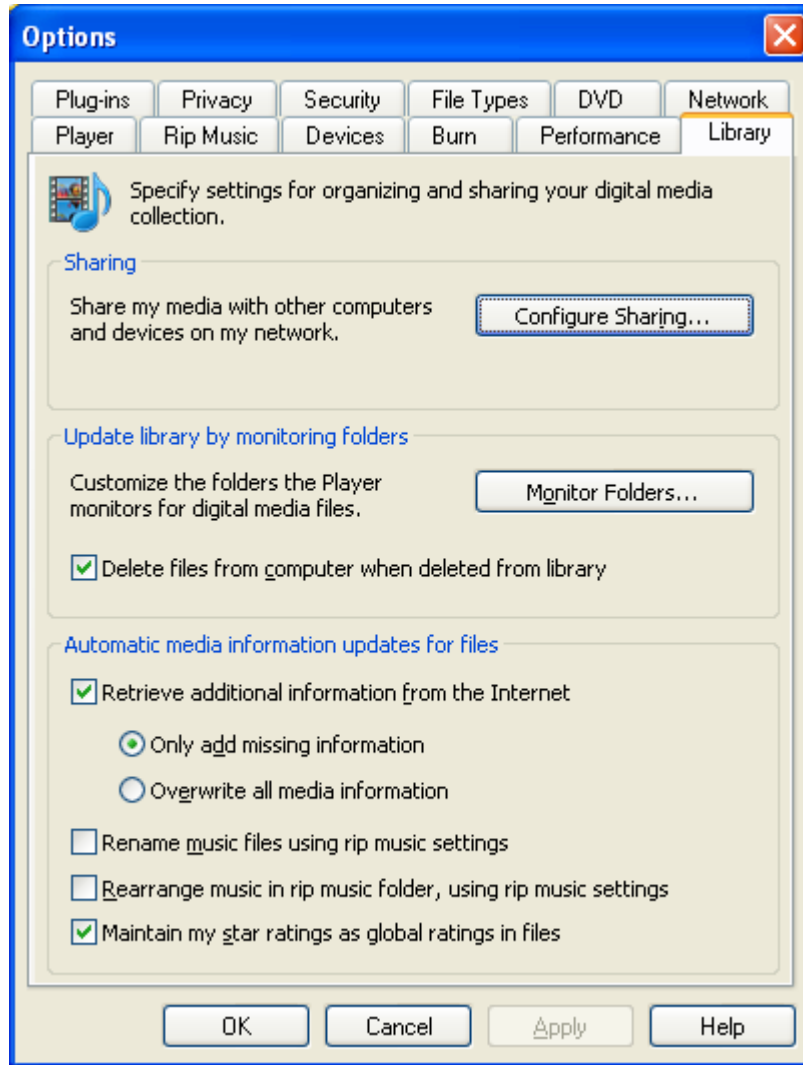 Options
Plug-ins Privacy Security File Types DVD Network
Player Rip Music Devices Burn Performance Library
Specify settings for organizing and sharing your digital media
collection.
Sharing
Share my media with other computers
and devices on my network.
Configure Sharing...
Update library by monitoring folders
Customize the folders the Player
monitors for digital media files.
Monitor Folders...
Delete files from computer when deleted from library
Automatic media information updates for files
Retrieve additional information from the Internet
Only add missing information
Overwrite all media information
Rename music files using rip music settings
Rearrange music in rip music folder, using rip music settings
Maintain my star ratings as global ratings in files
OK Cancel Apply Help